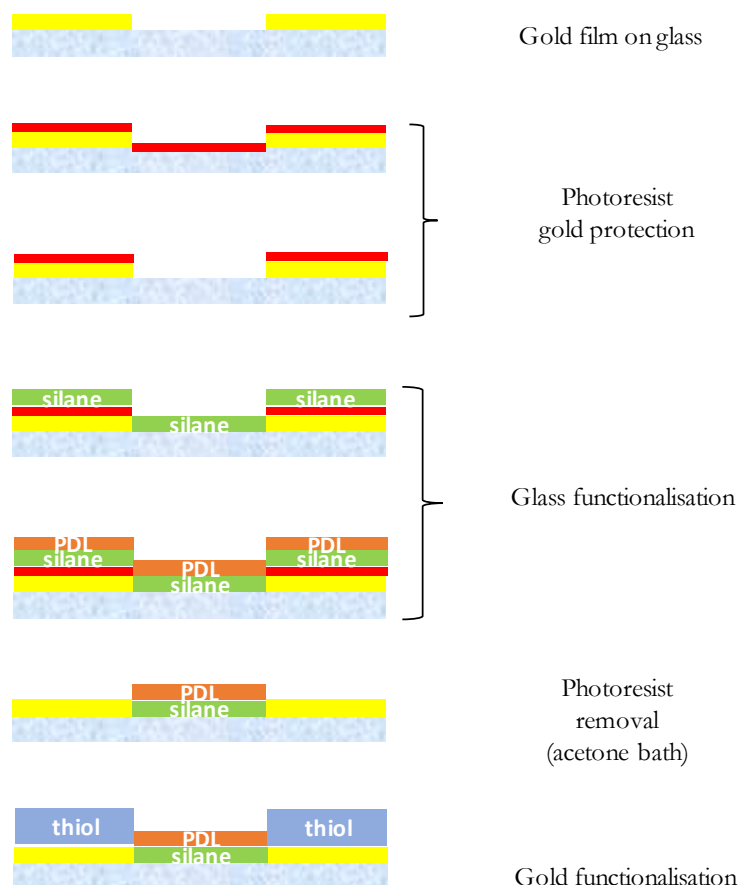 Gold film on glass
Photoresist
gold protection
silane silane
silane
Glass functionalisation
PDL PDL
silane PDL silane
silane
PDL
silane
Photoresist
removal
(acetone bath)
thiol thiol
PDL
silane
Gold functionalisation